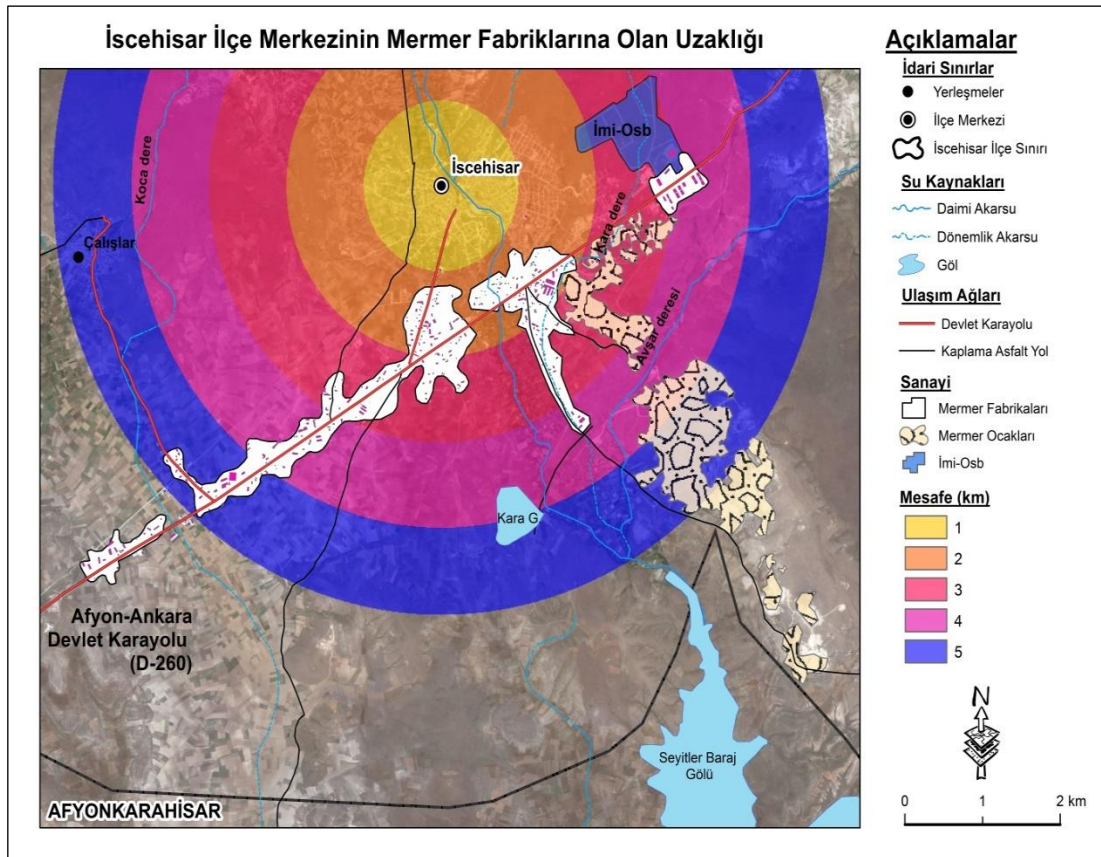 İscehisar İlçe Merkezinin Mermer Fabriklarına Olan Uzaklığı
İmi-Osb
Koca dere
İscehisar
Kara dere
Çalışlar
Avşar deresi
Kara G.
Afyon-Ankara
Devlet Karayolu
(D-260)
Seyitler Baraj
Gölü
AFYONKARAHİSAR
Açıklamalar
İdari Sınırlar
Yerleşmeler
İlçe Merkezi
İscehisar İlçe Sınırı
Su Kaynakları
Daimi Akarsu
Dönemlik Akarsu
Göl
Ulaşım Ağları
Devlet Karayolu
Kaplama Asfalt Yol
Sanayi
Mermer Fabrikaları
Mermer Ocakları
İmi-Osb
Mesafe (km)
1
2
3
4
5
N
0 1 2 km